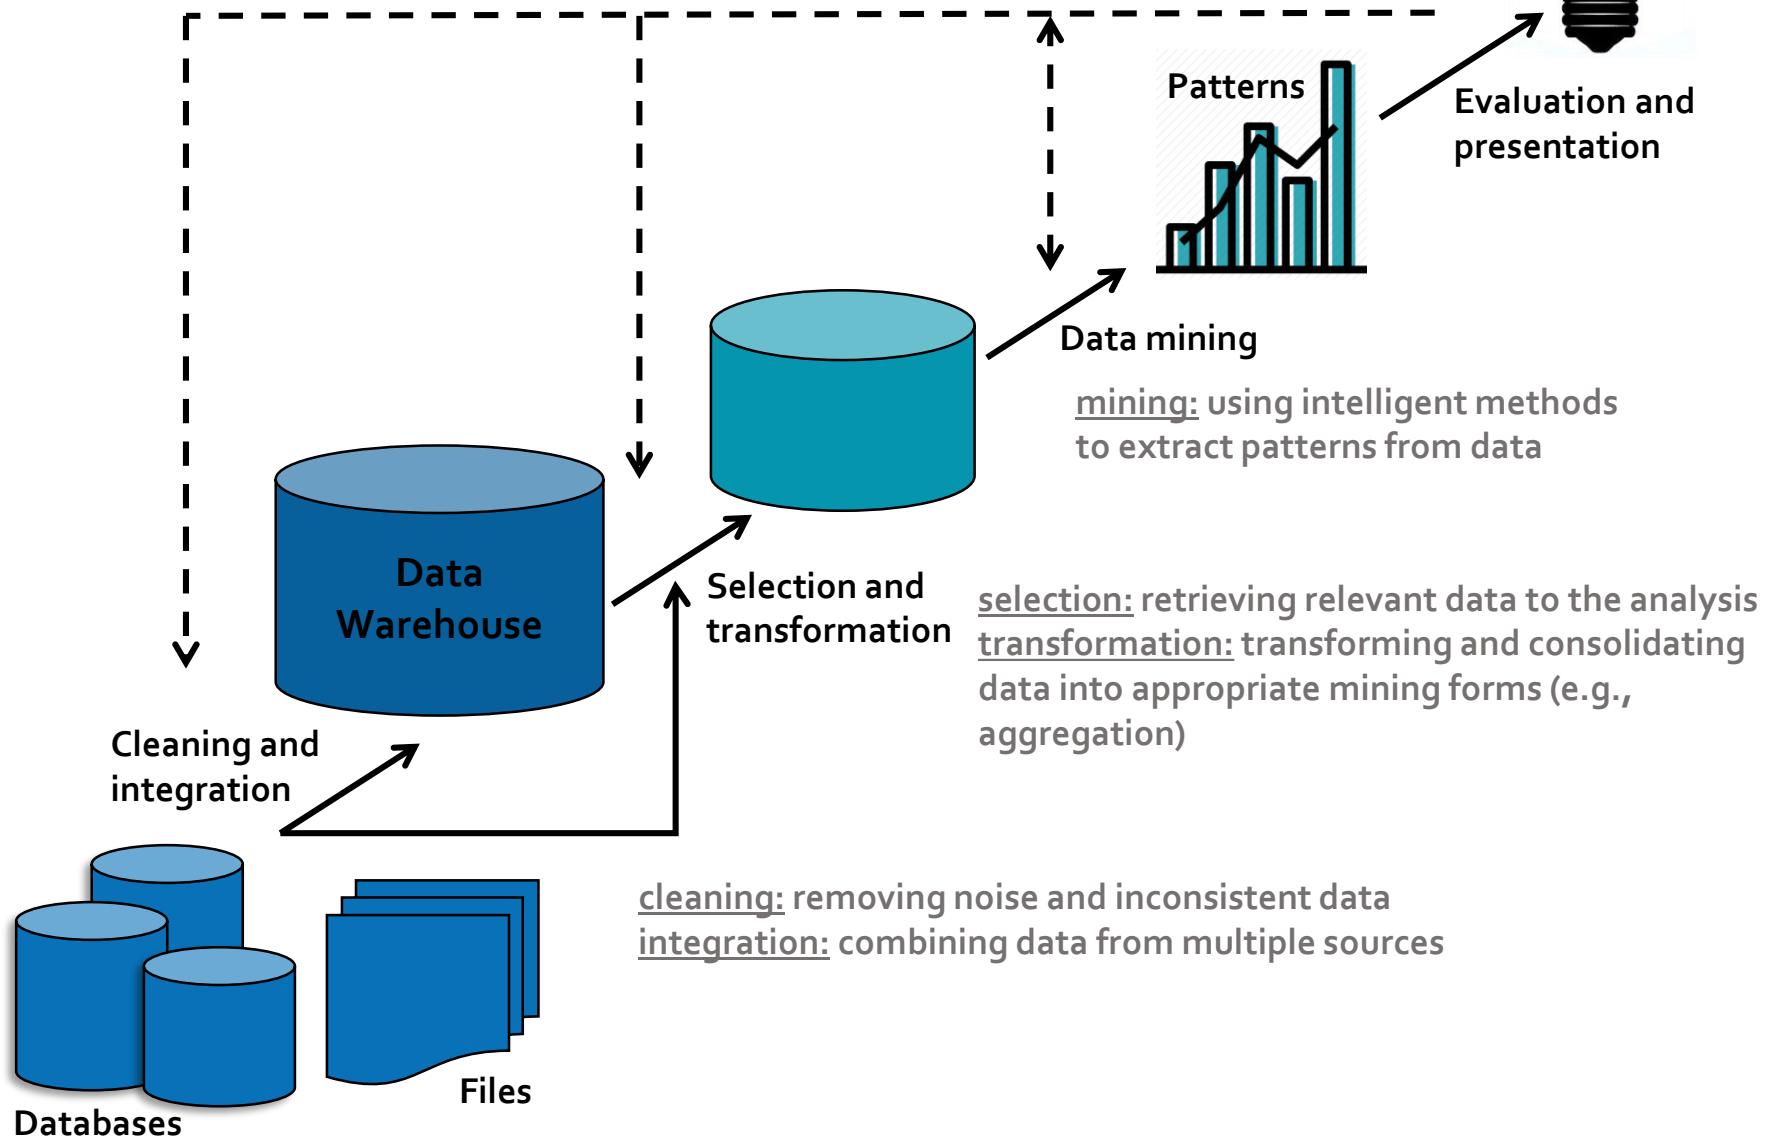 Patterns
Evaluation and
presentation
Data mining
mining: using intelligent methods
to extract patterns from data
Data
Warehouse
Selection and
transformation
selection: retrieving relevant data to the analysis
transformation: transforming and consolidating
data into appropriate mining forms (e.g.,
aggregation)
Cleaning and
integration
cleaning: removing noise and inconsistent data
integration: combining data from multiple sources
Files
Databases